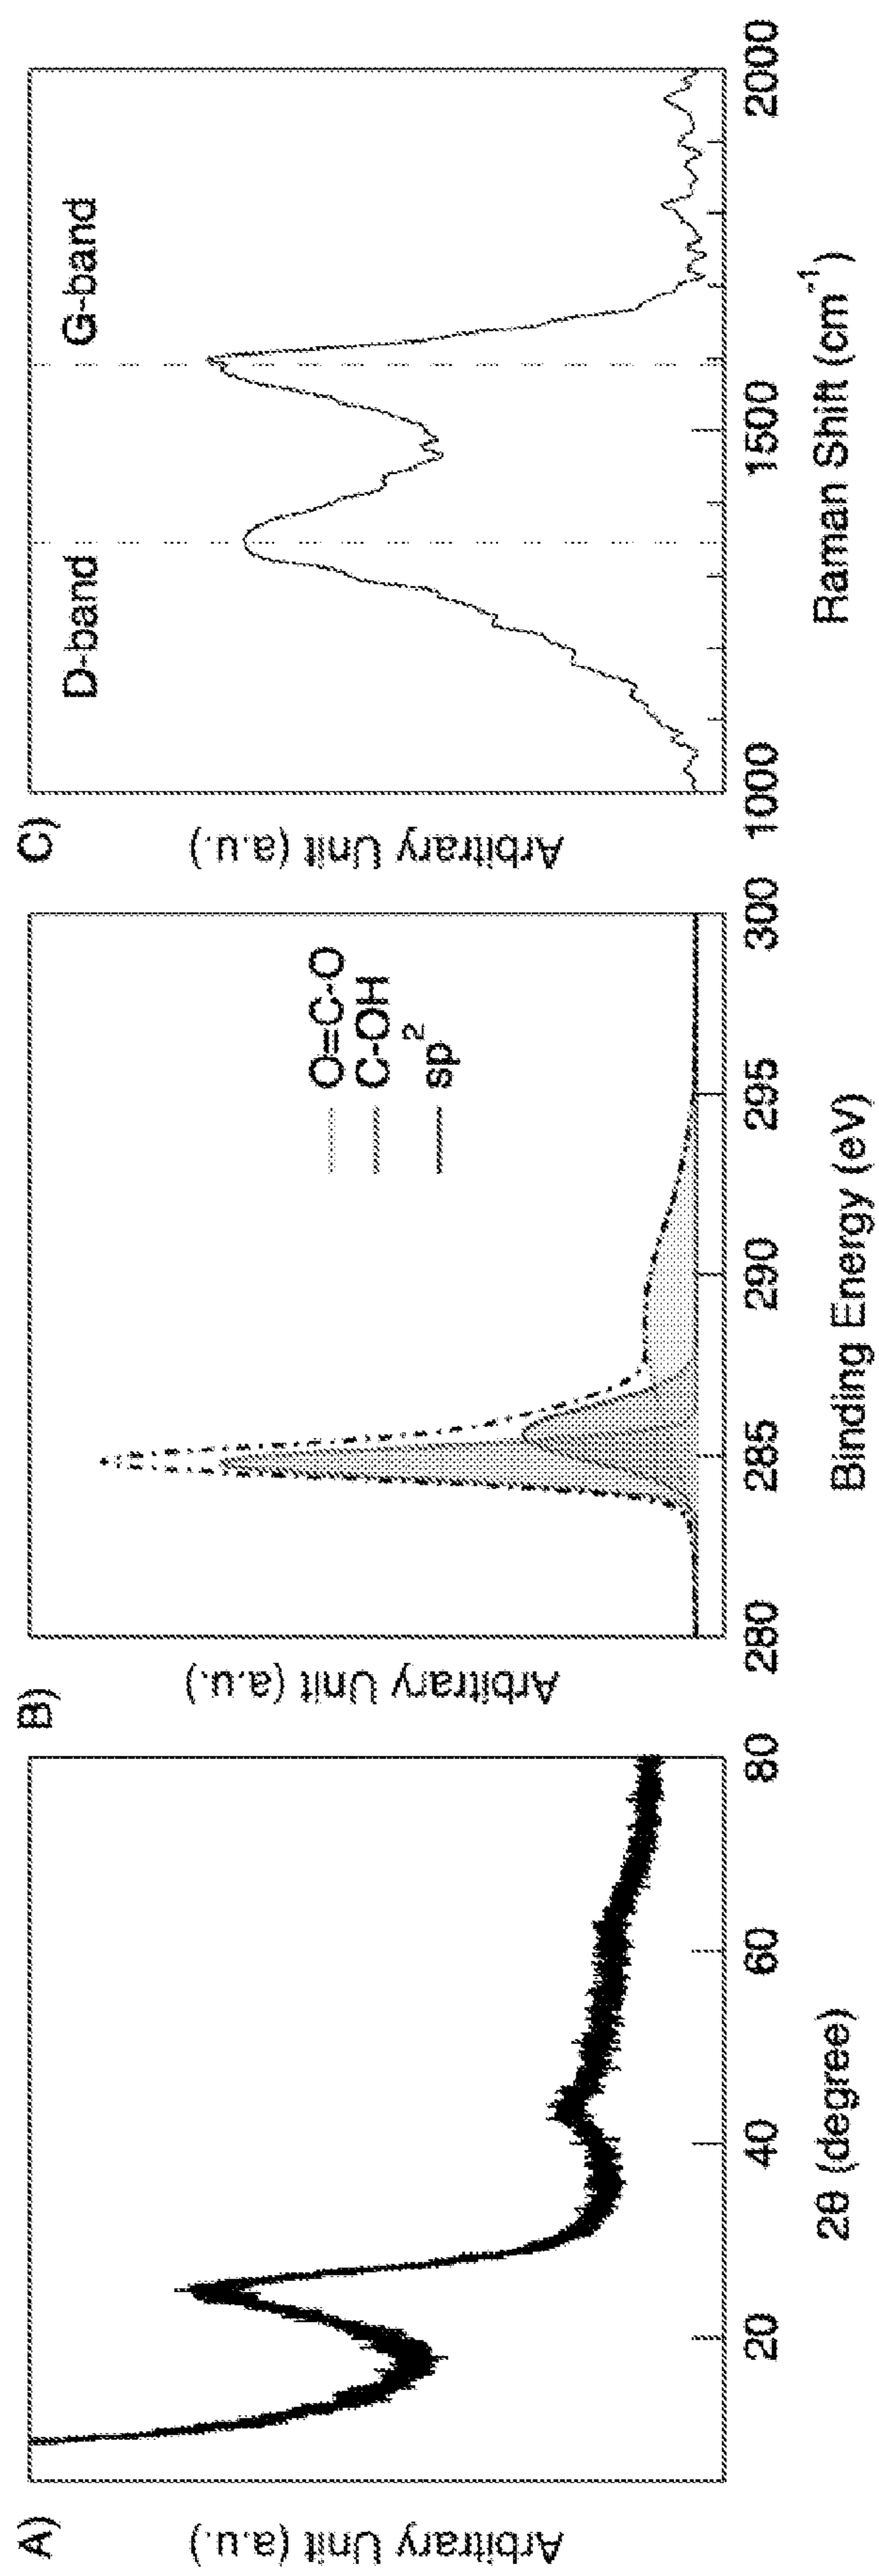 A)
Arbitrary Unit (a.u.)
20
40
60
80
2θ (degree)
B)
Arbitrary Unit (a.u.)
O=C-O
C-OH
sp²
280
285
290
295
300
Binding Energy (eV)
C)
Arbitrary Unit (a.u.)
D-band
G-band
1000
1500
2000
Raman Shift (cm⁻¹)